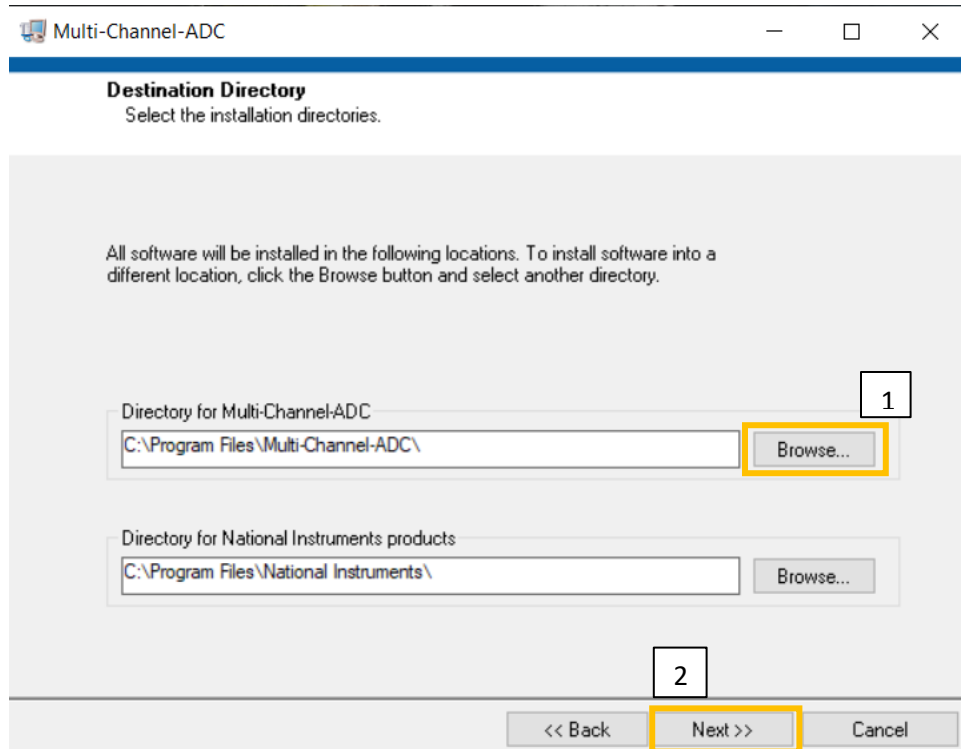 Multi-Channel-ADC
Destination Directory
Select the installation directories.
All software will be installed in the following locations. To install software into a
different location, click the Browse button and select another directory.
Directory for Multi-Channel-ADC
1
C:\Program Files\Multi-Channel-ADC\
Browse...
Directory for National Instruments products
C:\Program Files\National Instruments\
Browse...
2
<< Back
Next >>
Cancel